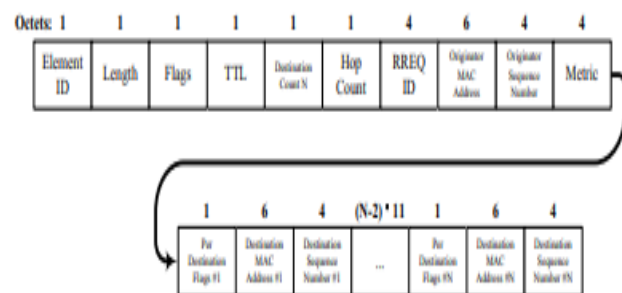 Octets: 1 1 1 1 1 1 4 6 4 4
Element ID Length Flags TTL Destination Count N Hop Count RREQ ID Originator MAC Address Originator Sequence Number Metric
1 6 4 (N-2) * 11 1 6 4
Per Destination Flags #1 Destination MAC Address #1 Destination Sequence Number #1 ... Per Destination Flags #N Destination MAC Address #N Destination Sequence Number #N